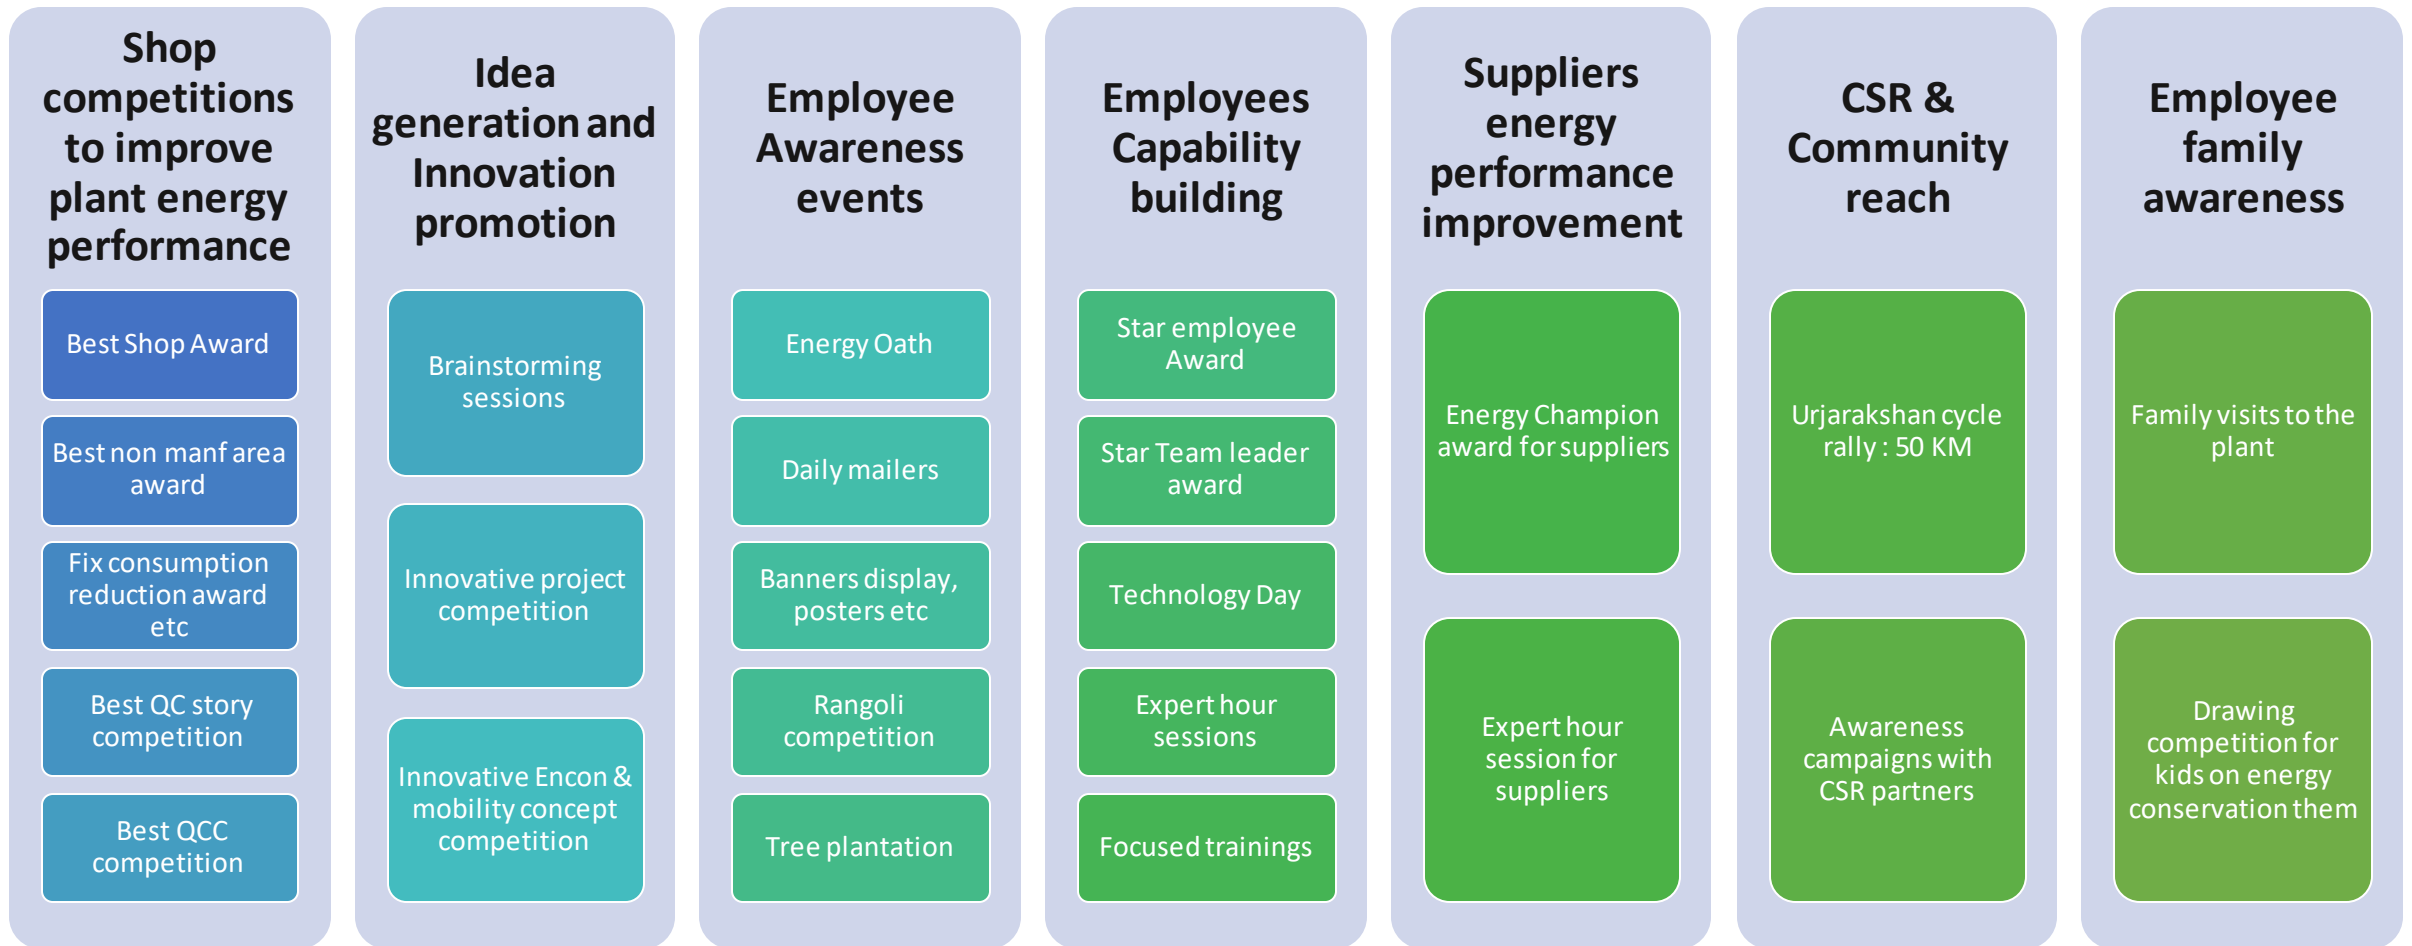 Shop
competitions
to improve
plant energy
performance
Best Shop Award
Best non manf area
award
Fix consumption
reduction award
etc
Best QC story
competition
Best QCC
competition
Idea
generation and
Innovation
promotion
Brainstorming
sessions
Innovative project
competition
Innovative Encon &
mobility concept
competition
Employee
Awareness
events
Energy Oath
Daily mailers
Banners display,
posters etc
Rangoli
competition
Tree plantation
Employees
Capability
building
Star employee
Award
Star Team leader
award
Technology Day
Expert hour
sessions
Focused trainings
Suppliers
energy
performance
improvement
Energy Champion
award for suppliers
Expert hour
session for
suppliers
CSR &
Community
reach
Urjarakshan cycle
rally : 50 KM
Awareness
campaigns with
CSR partners
Employee
family
awareness
Family visits to the
plant
Drawing
competition for
kids on energy
conservation them